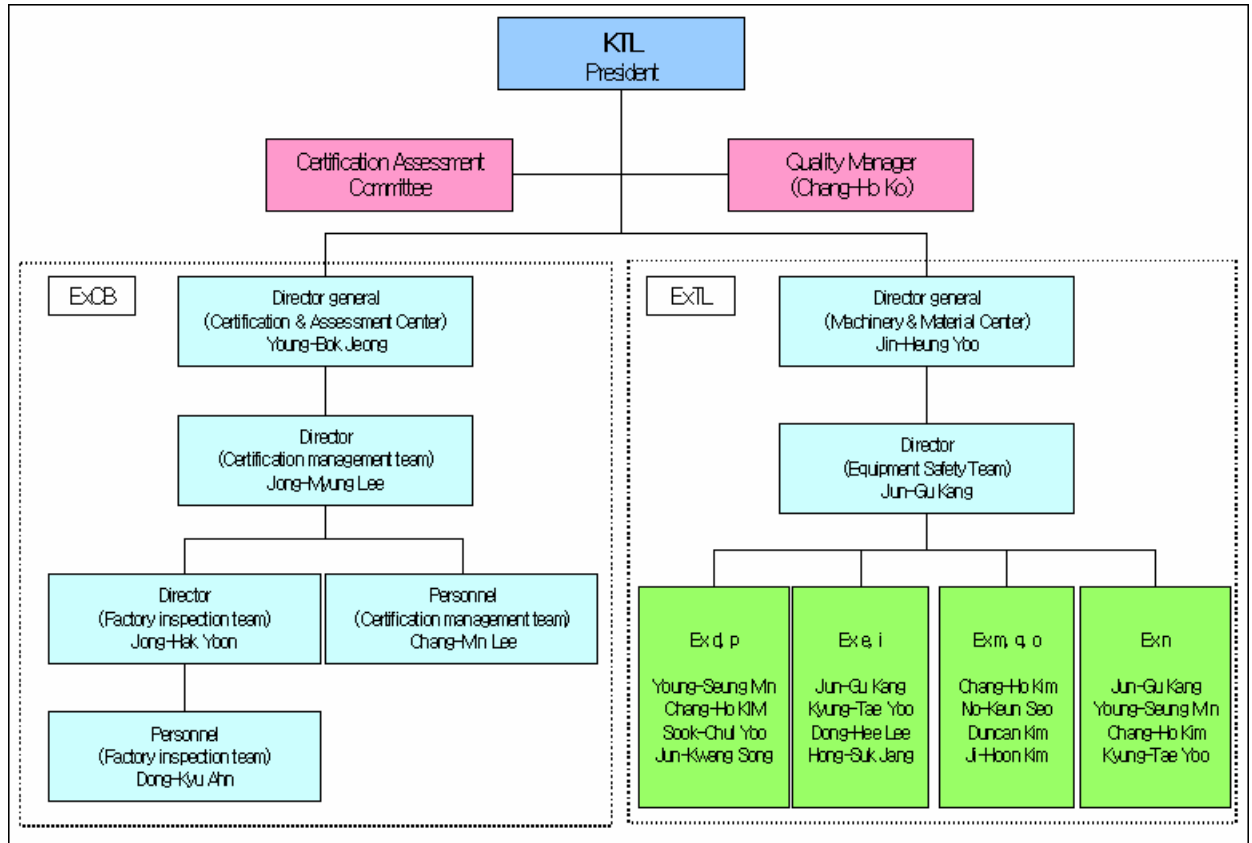 KTL
President
Certification Assessment
Committee
Quality Manager
(Chang-Ho Ko)
ExCB
Director general
(Certification & Assessment Center)
Young-Bok Jeong
Director
(Certification management team)
Jong-Myung Lee
Director
(Factory inspection team)
Jong-Hak Yoon
Personnel
(Certification management team)
Chang-Min Lee
Personnel
(Factory inspection team)
Dong-Kyu Ahn
ExTL
Director general
(Machinery & Material Center)
Jin-Heung Yoo
Director
(Equipment Safety Team)
Jun-Gu Kang
Ex d, p
Young-Seung Min
Chang-Ho KIM
Sook-Chul Yoo
Jun-Kwang Song
Ex e, i
Jun-Gu Kang
Kyung-Tae Yoo
Dong-Hee Lee
Hong-Suk Jang
Ex m, q, o
Chang-Ho Kim
No-Keun Seo
Duncan Kim
Ji-Hoon Kim
Ex n
Jun-Gu Kang
Young-Seung Min
Chang-Ho Kim
Kyung-Tae Yoo